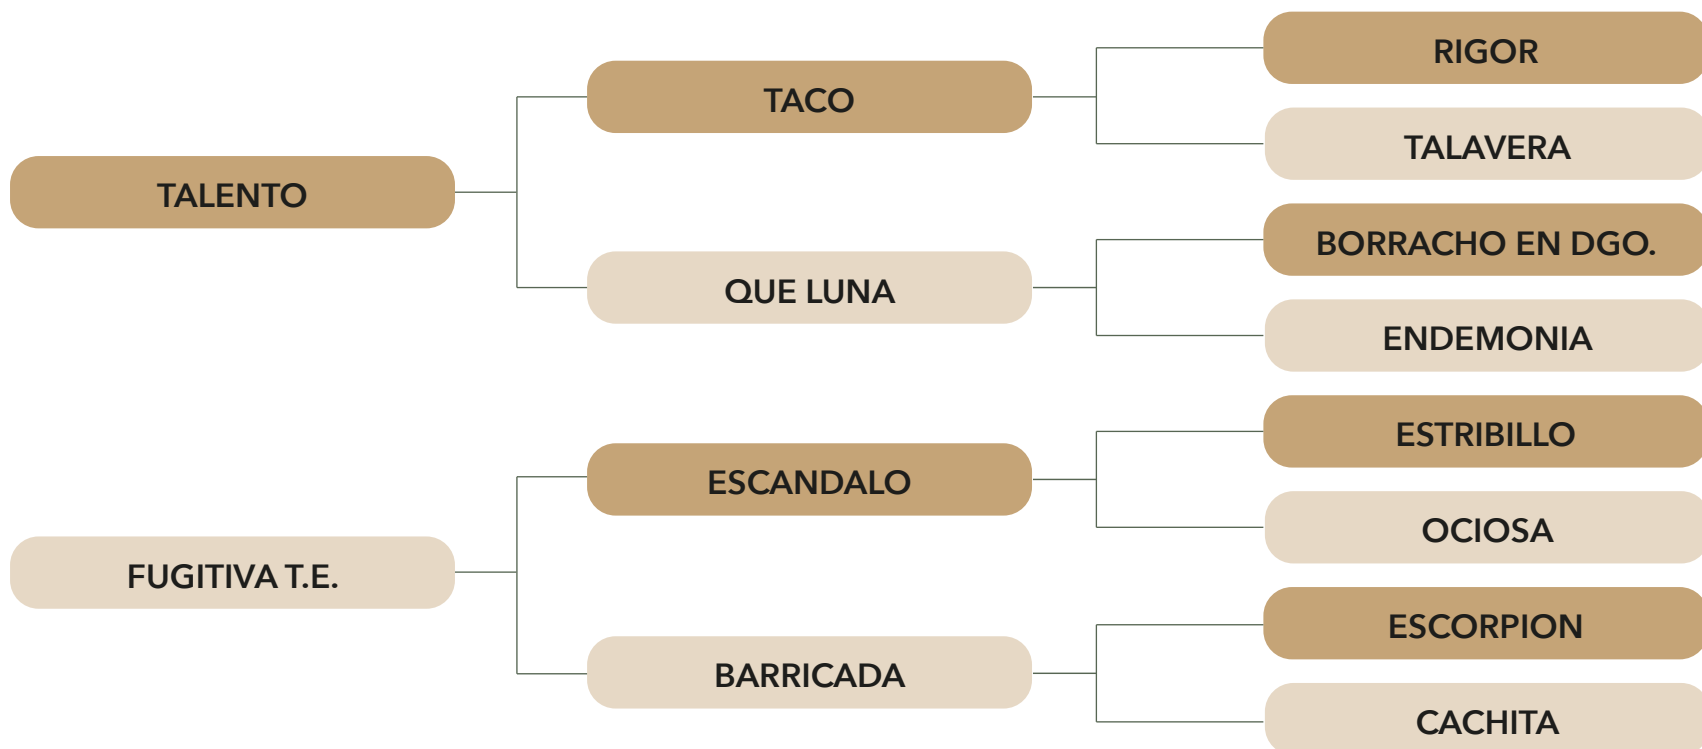 RIGOR
TACO
TALAVERA
TALENTO
BORRACHO EN DGO.
QUE LUNA
ENDEMONIA
ESTRIBILLO
ESCANDALO
OCIOSA
FUGITIVA T.E.
ESCORPION
BARRICADA
CACHITA